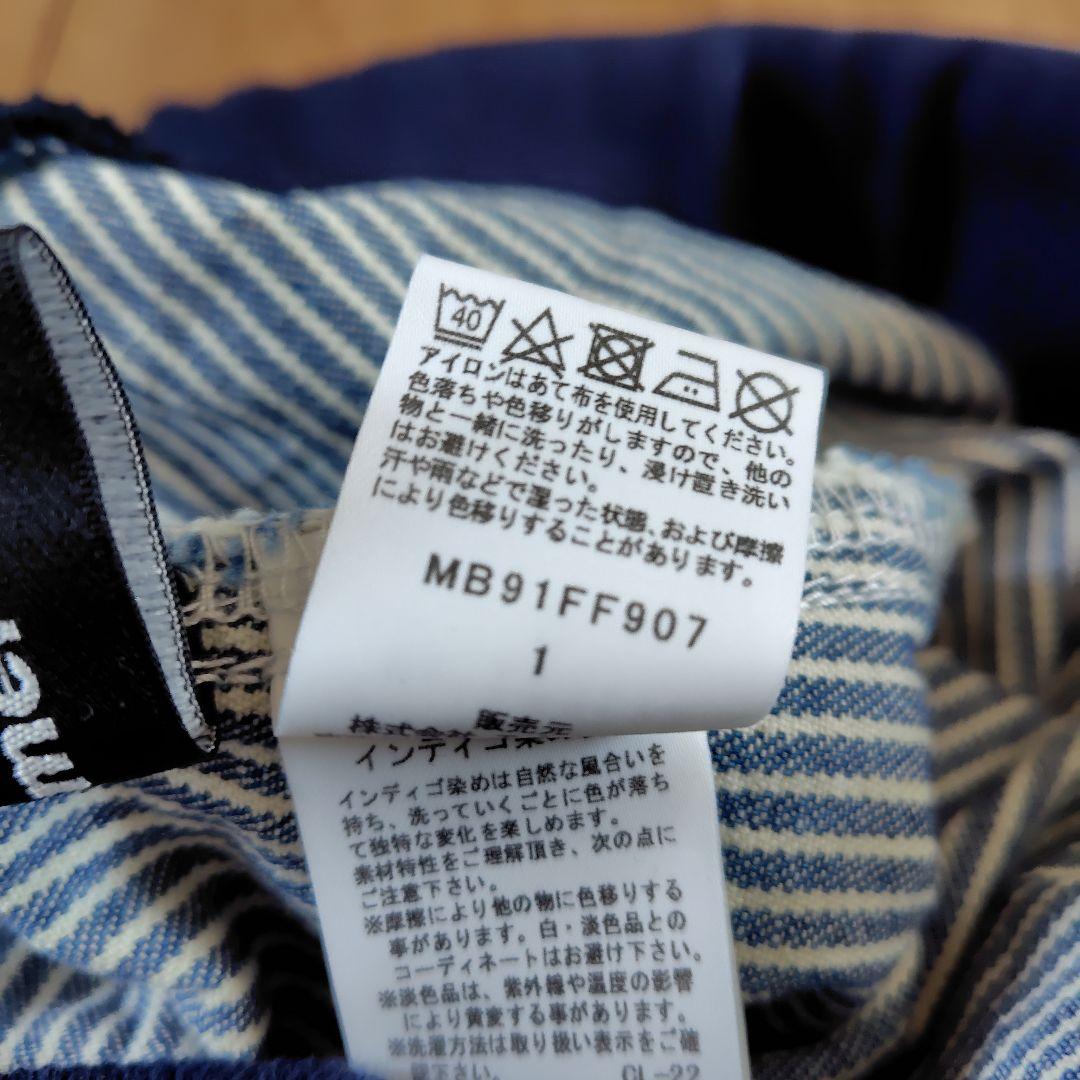 40
アイロンはあて布を使用してください。
色落ちや色移りがしますので、他の
物と一緒に洗ったり、浸け置き洗い
はお避けください。
汗や雨などで湿った状態、および摩擦
により色移りすることがあります。
MB91FF907
1
株式会 販売元
インディゴ染
インディゴ染めは自然な風合いを
持ち、洗っていくごとに色が落ち
て独特な変化を楽しめます。
素材特性をご理解頂き、次の点に
ご注意下さい。
※摩擦により他の物に色移りする
事があります。白・淡色品との
コーディネートはお避け下さい。
※淡色品は、紫外線や温度の影響
により黄変する事があります。
※洗濯方法は取り扱い表示をご確
認下さい。 CL-22
me